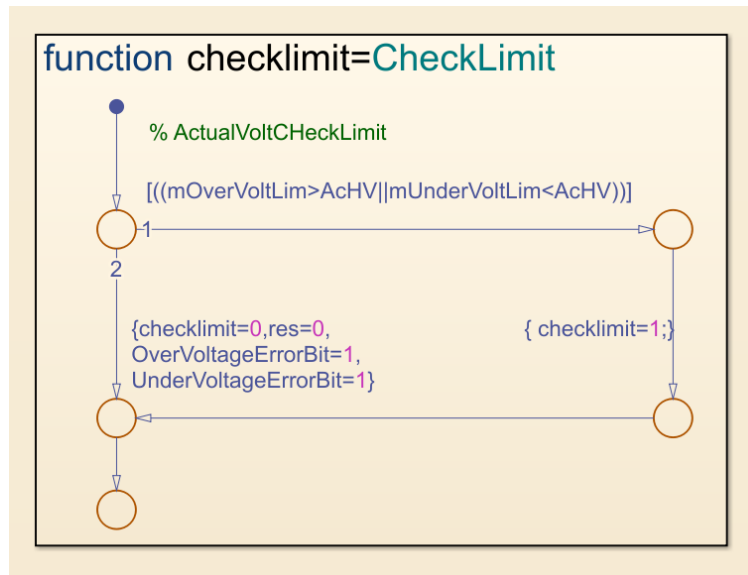 function checklimit=CheckLimit
% ActualVoltCHeckLimit
[((mOverVoltLim>AcHV||mUnderVoltLim<AcHV))]
1
2
{checklimit=0,res=0,
OverVoltageErrorBit=1,
UnderVoltageErrorBit=1}
{ checklimit=1;}